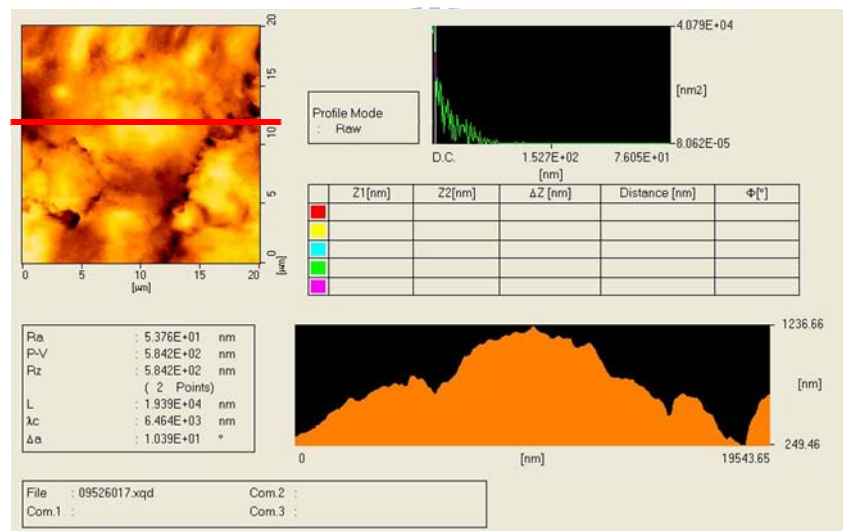 20
15
10
5
0
[μm]
0 5 10 15 20
[μm]
Profile Mode
: Raw
4.079E+04
[nm2]
8.062E-05
D.C. 1.527E+02 7.605E+01
[nm]
Z1[nm] Z2[nm] ΔZ [nm] Distance [nm] Φ[°]
Ra : 5.376E+01 nm
P-V : 5.842E+02 nm
Rz : 5.842E+02 nm
( 2 Points)
L : 1.939E+04 nm
λc : 6.464E+03 nm
Δa : 1.039E+01 °
1236.66
[nm]
249.46
0 [nm] 19543.65
File : 09526017.xqd Com.2 :
Com.1 : Com.3 :